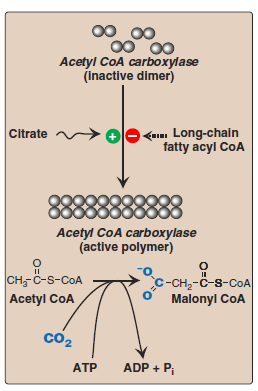 Acetyl CoA carboxylase
(inactive dimer)
Citrate
+
−
Long-chain
fatty acyl CoA
Acetyl CoA carboxylase
(active polymer)
O
CH₃-C-S-CoA
Acetyl CoA
⁻O
O
C-CH₂-C-S-CoA
O
Malonyl CoA
CO₂
ATP
ADP + Pᵢ